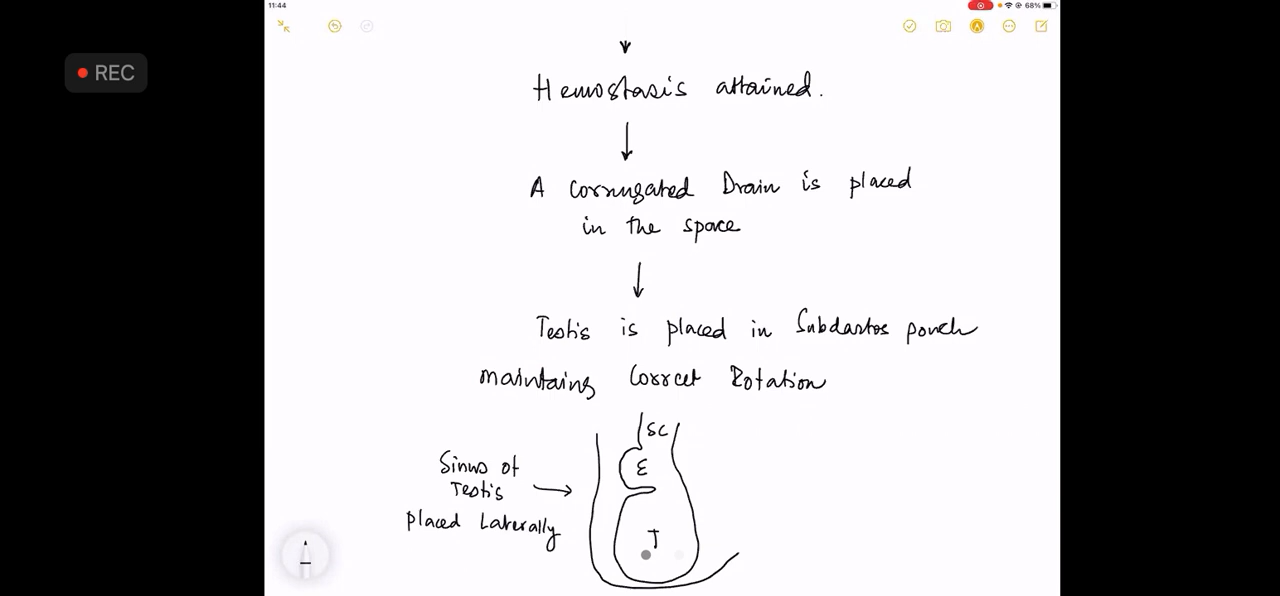 11:44
68%
REC
Hemostasis attained.
A Corrugated Drain is placed
in the space
Testis is placed in Subdartos pouch
maintaing Correct Rotation
SC
Sinus of
Testis
Placed Laterally
E
T